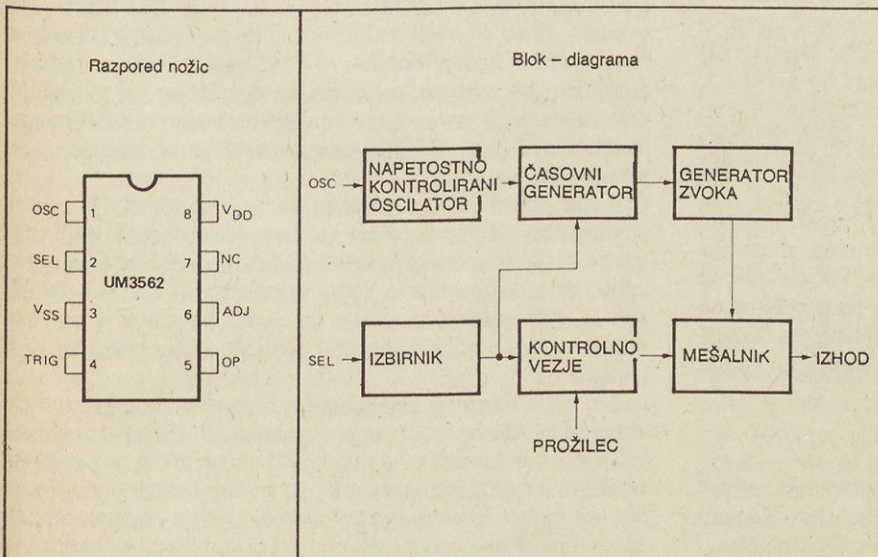 Razpored nožic
OSC 1
8 VDD
SEL 2
7 NC
UM3562
VSS 3
6 ADJ
TRIG 4
5 OP
Blok – diagrama
OSC
NAPETOSTNO
KONTROLIRANI
OSCILATOR
ČASOVNI
GENERATOR
GENERATOR
ZVOKA
SEL
IZBIRNIK
KONTROLNO
VEZJE
MEŠALNIK
IZHOD
PROŽILEC